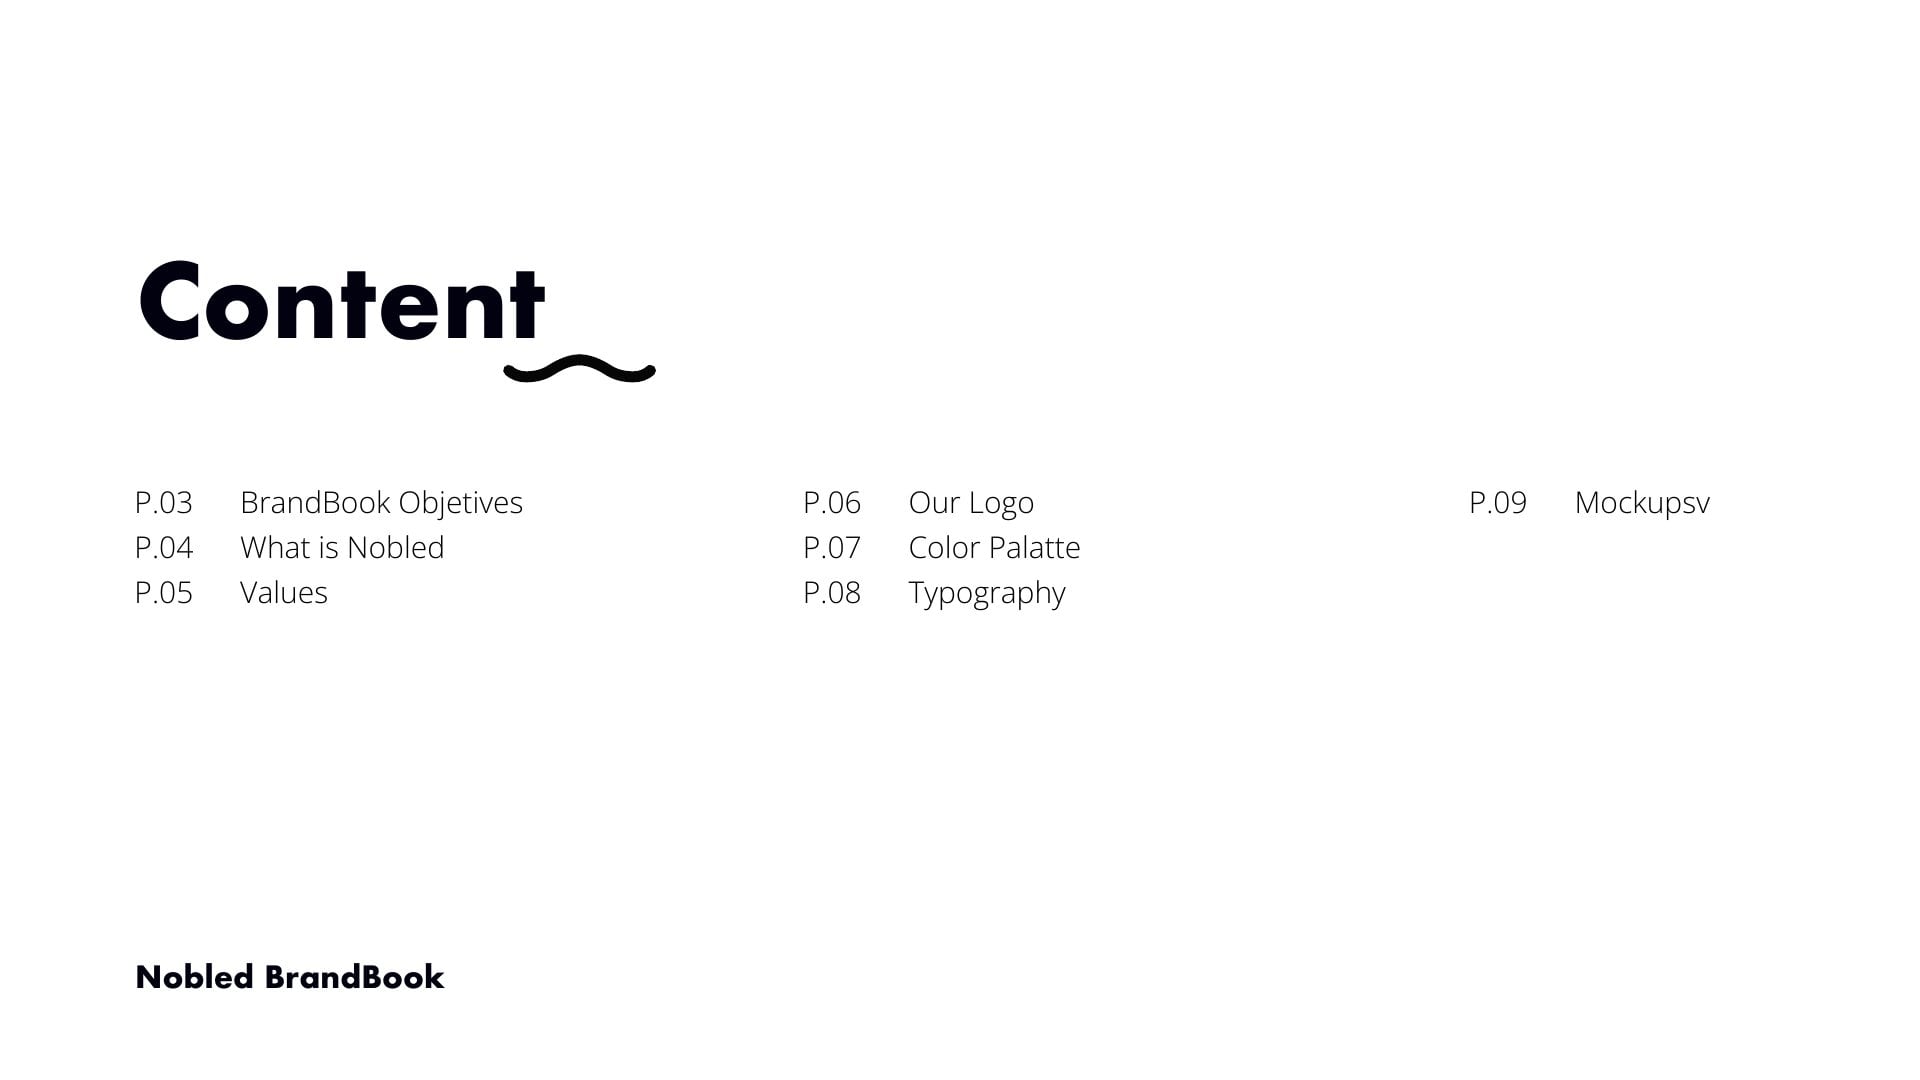 Content
P.03 BrandBook Objetives
P.04 What is Nobled
P.05 Values
P.06 Our Logo
P.07 Color Palatte
P.08 Typography
P.09 Mockupsv
Nobled BrandBook